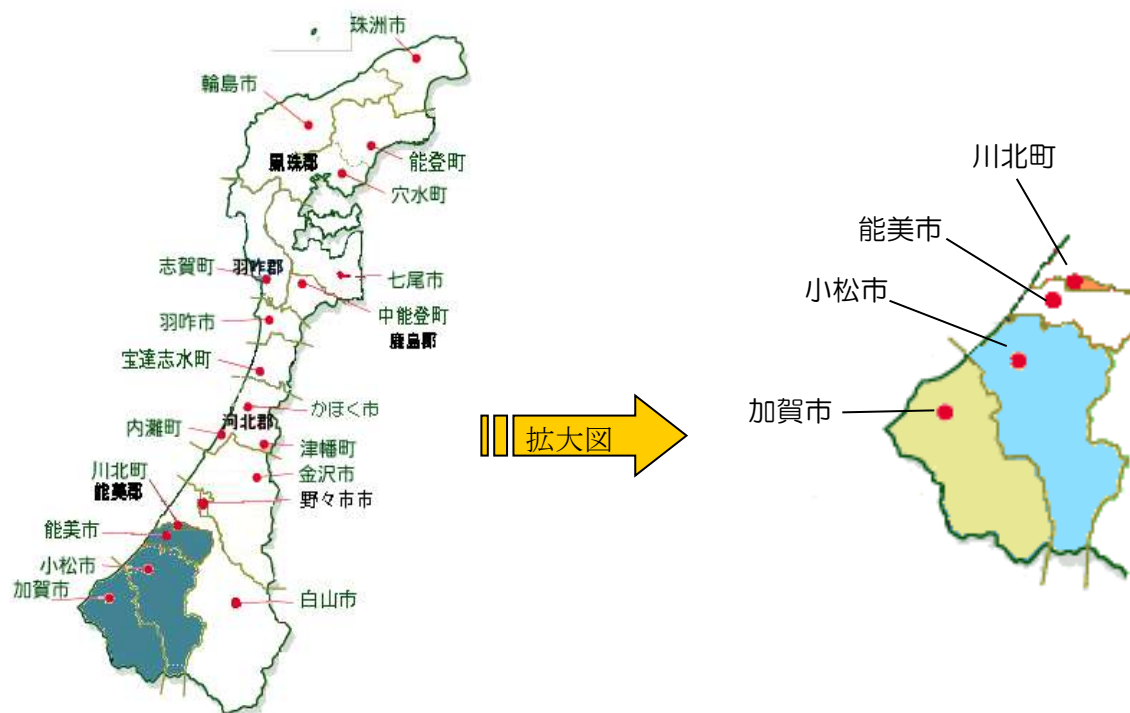 珠洲市
輪島市
鳳珠郡
能登町
穴水町
志賀町
羽咋郡
七尾市
中能登町
鹿島郡
羽咋市
宝達志水町
かほく市
河北郡
内灘町
津幡町
金沢市
川北町
能美郡
野々市市
能美市
小松市
加賀市
白山市
拡大図
川北町
能美市
小松市
加賀市